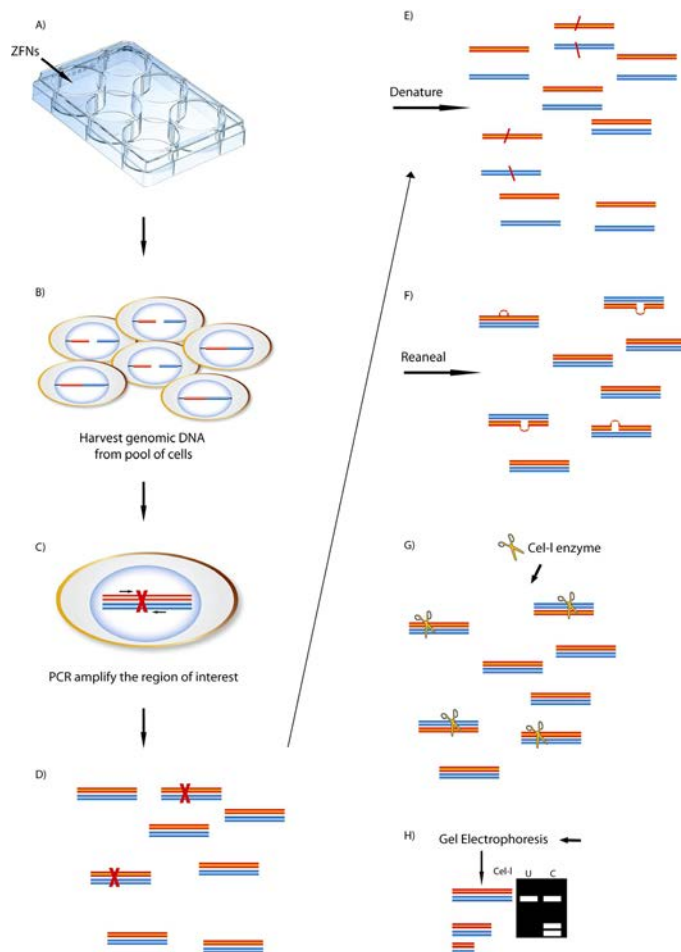 A)
ZFNs
B)
Harvest genomic DNA
from pool of cells
C)
PCR amplify the region of interest
D)
E)
Denature
F)
Reaneal
G)
Cel-I enzyme
H)
Gel Electrophoresis
Cel-I
U C